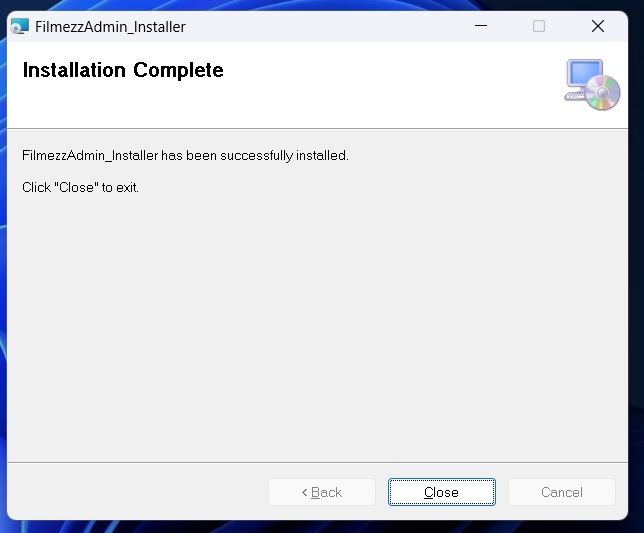 FilmezzAdmin_Installer
Installation Complete
FilmezzAdmin_Installer has been successfully installed.
Click "Close" to exit.
< Back
Close
Cancel